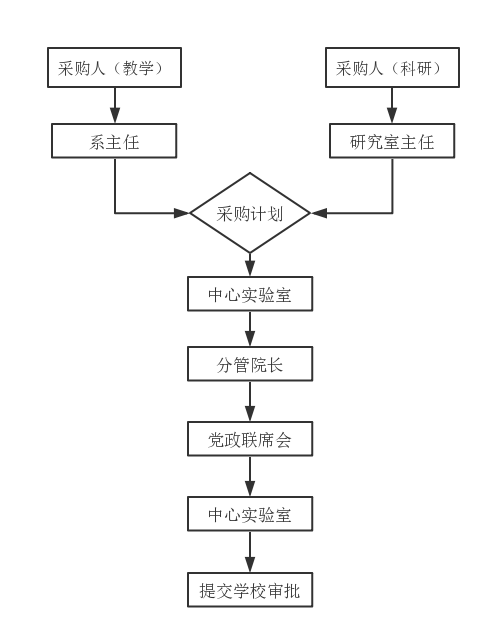 采购人（教学）
采购人（科研）
系主任
研究室主任
采购计划
中心实验室
分管院长
党政联席会
中心实验室
提交学校审批